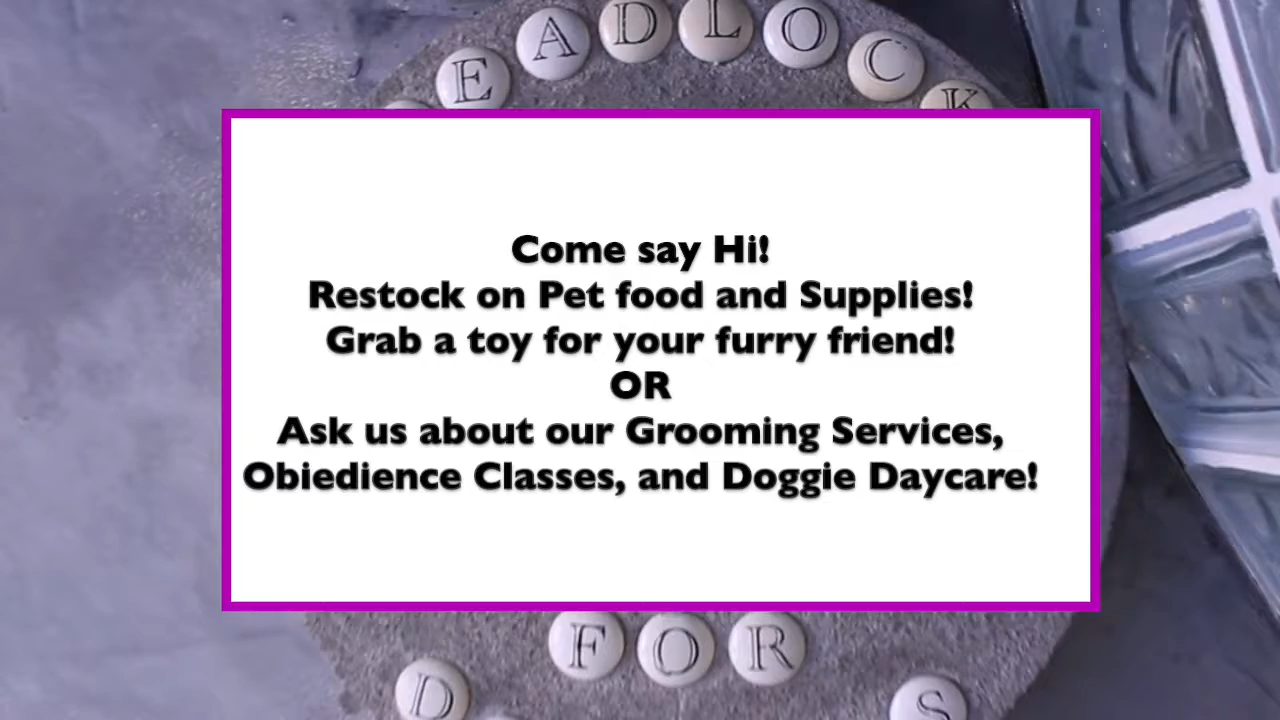 EADLOCK
Come say Hi!
Restock on Pet food and Supplies!
Grab a toy for your furry friend!
OR
Ask us about our Grooming Services,
Obiedience Classes, and Doggie Daycare!
FOR
D S